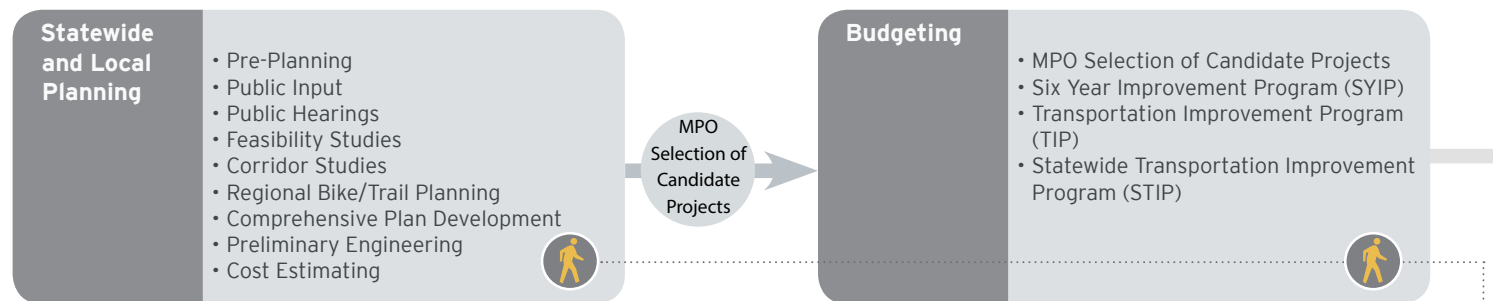 Statewide
and Local
Planning
• Pre-Planning
• Public Input
• Public Hearings
• Feasibility Studies
• Corridor Studies
• Regional Bike/Trail Planning
• Comprehensive Plan Development
• Preliminary Engineering
• Cost Estimating
MPO
Selection of
Candidate
Projects
Budgeting
• MPO Selection of Candidate Projects
• Six Year Improvement Program (SYIP)
• Transportation Improvement Program
(TIP)
• Statewide Transportation Improvement
Program (STIP)